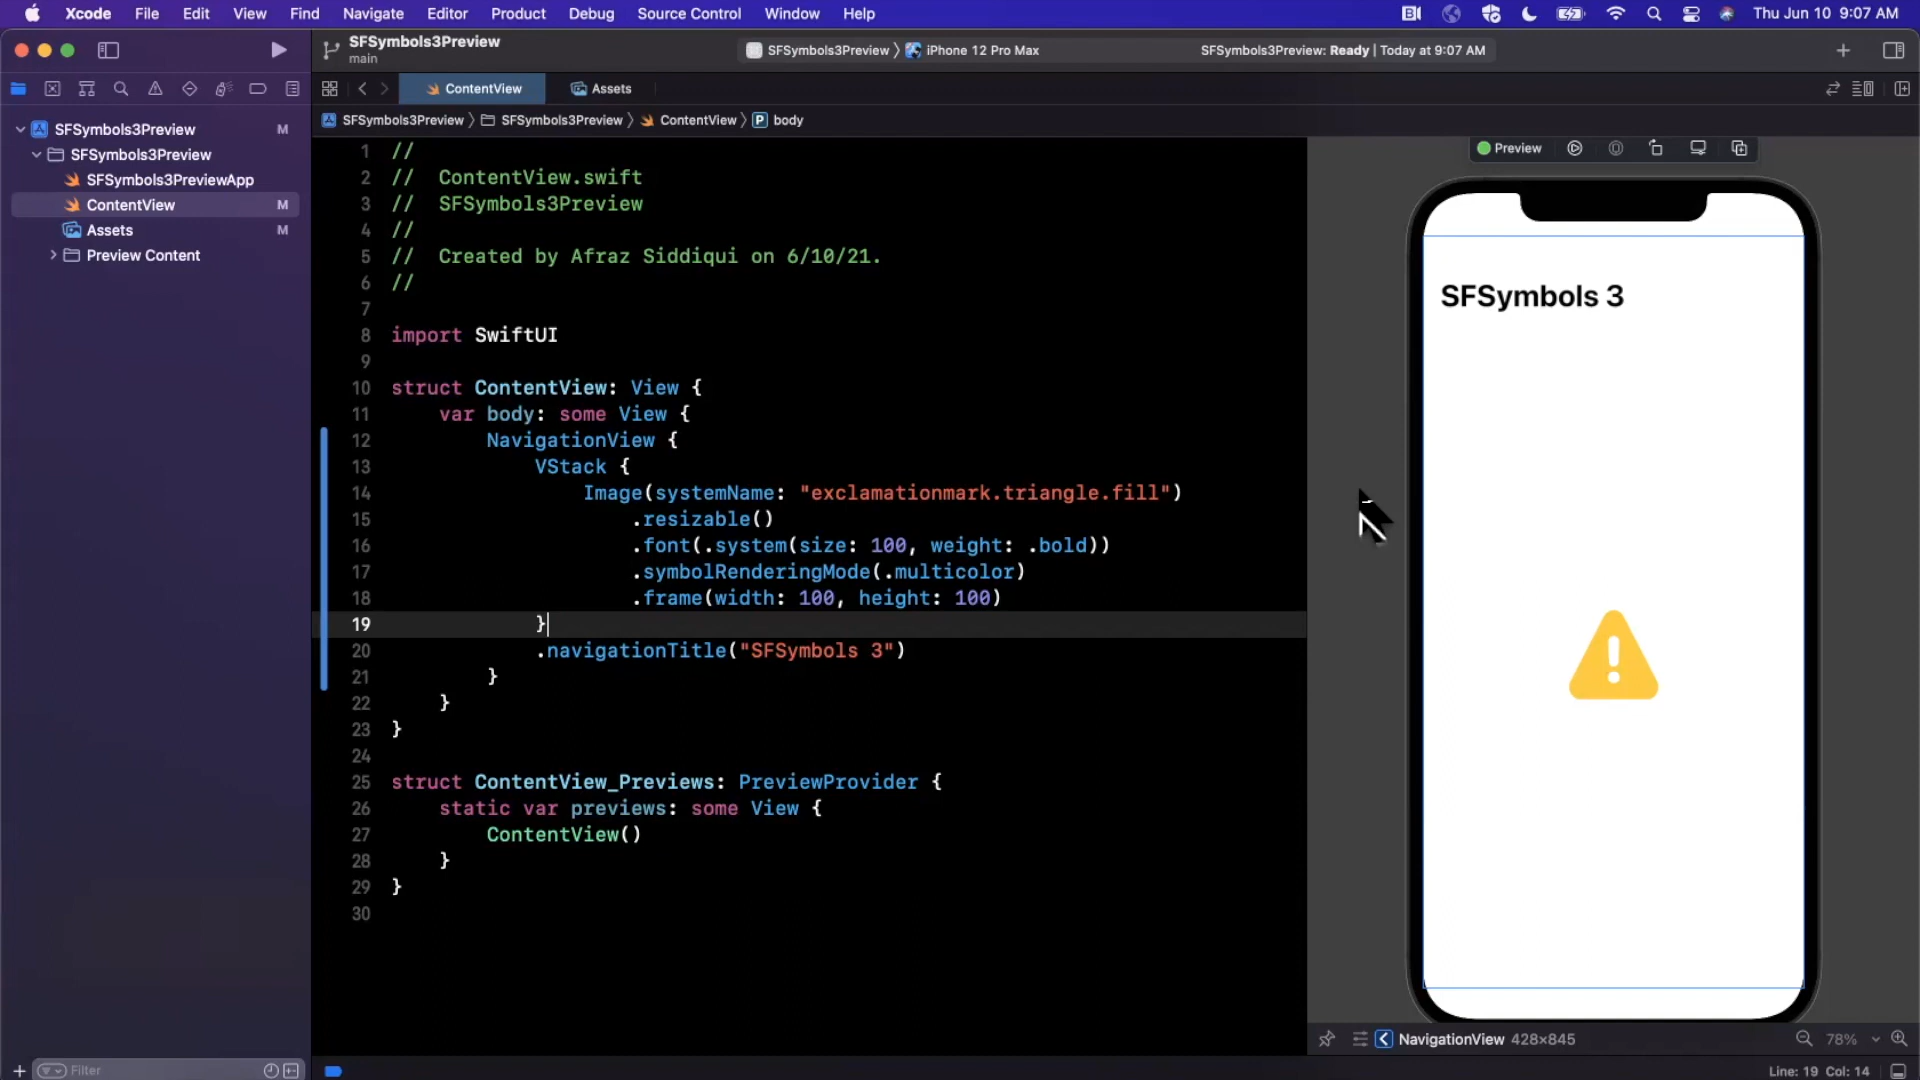 Xcode File Edit View Find Navigate Editor Product Debug Source Control Window Help Thu Jun 10 9:07 AM
SFSymbols3Preview
main
SFSymbols3Preview iPhone 12 Pro Max SFSymbols3Preview: Ready | Today at 9:07 AM
ContentView Assets
SFSymbols3Preview SFSymbols3Preview ContentView P body
SFSymbols3Preview M
SFSymbols3Preview
SFSymbols3PreviewApp
ContentView M
Assets M
Preview Content
Filter
1 //
2 // ContentView.swift
3 // SFSymbols3Preview
4 //
5 // Created by Afraz Siddiqui on 6/10/21.
6 //
7
8 import SwiftUI
9
10 struct ContentView: View {
11 var body: some View {
12 NavigationView {
13 VStack {
14 Image(systemName: "exclamationmark.triangle.fill")
15 .resizable()
16 .font(.system(size: 100, weight: .bold))
17 .symbolRenderingMode(.multicolor)
18 .frame(width: 100, height: 100)
19 }
20 .navigationTitle("SFSymbols 3")
21 }
22 }
23 }
24
25 struct ContentView_Previews: PreviewProvider {
26 static var previews: some View {
27 ContentView()
28 }
29 }
30
Preview
SFSymbols 3
!
NavigationView 428×845 78%
Line: 19 Col: 14